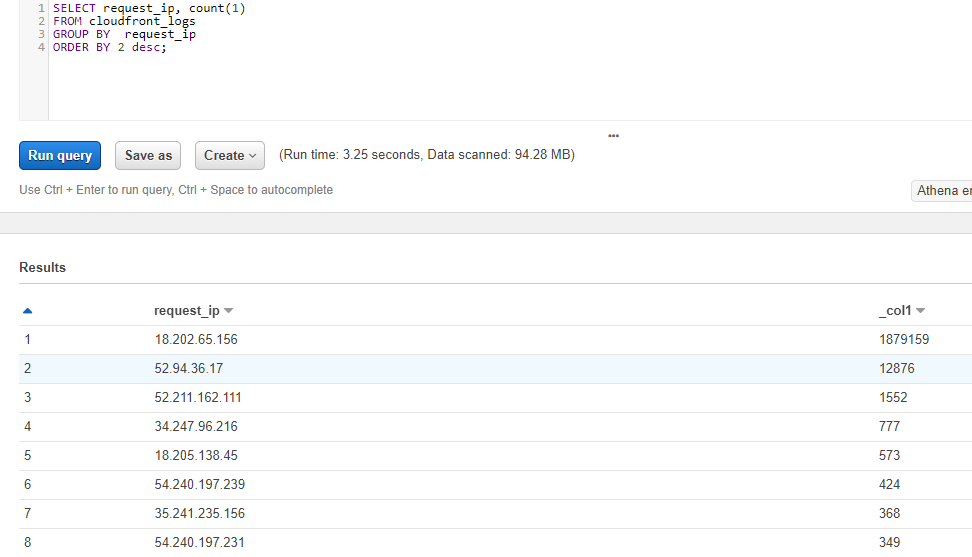 1 SELECT request_ip, count(1)
2 FROM cloudfront_logs
3 GROUP BY  request_ip
4 ORDER BY 2 desc;
Run query Save as Create (Run time: 3.25 seconds, Data scanned: 94.28 MB)
Use Ctrl + Enter to run query, Ctrl + Space to autocomplete
Athena en
Results
request_ip _col1
1 18.202.65.156 1879159
2 52.94.36.17 12876
3 52.211.162.111 1552
4 34.247.96.216 777
5 18.205.138.45 573
6 54.240.197.239 424
7 35.241.235.156 368
8 54.240.197.231 349